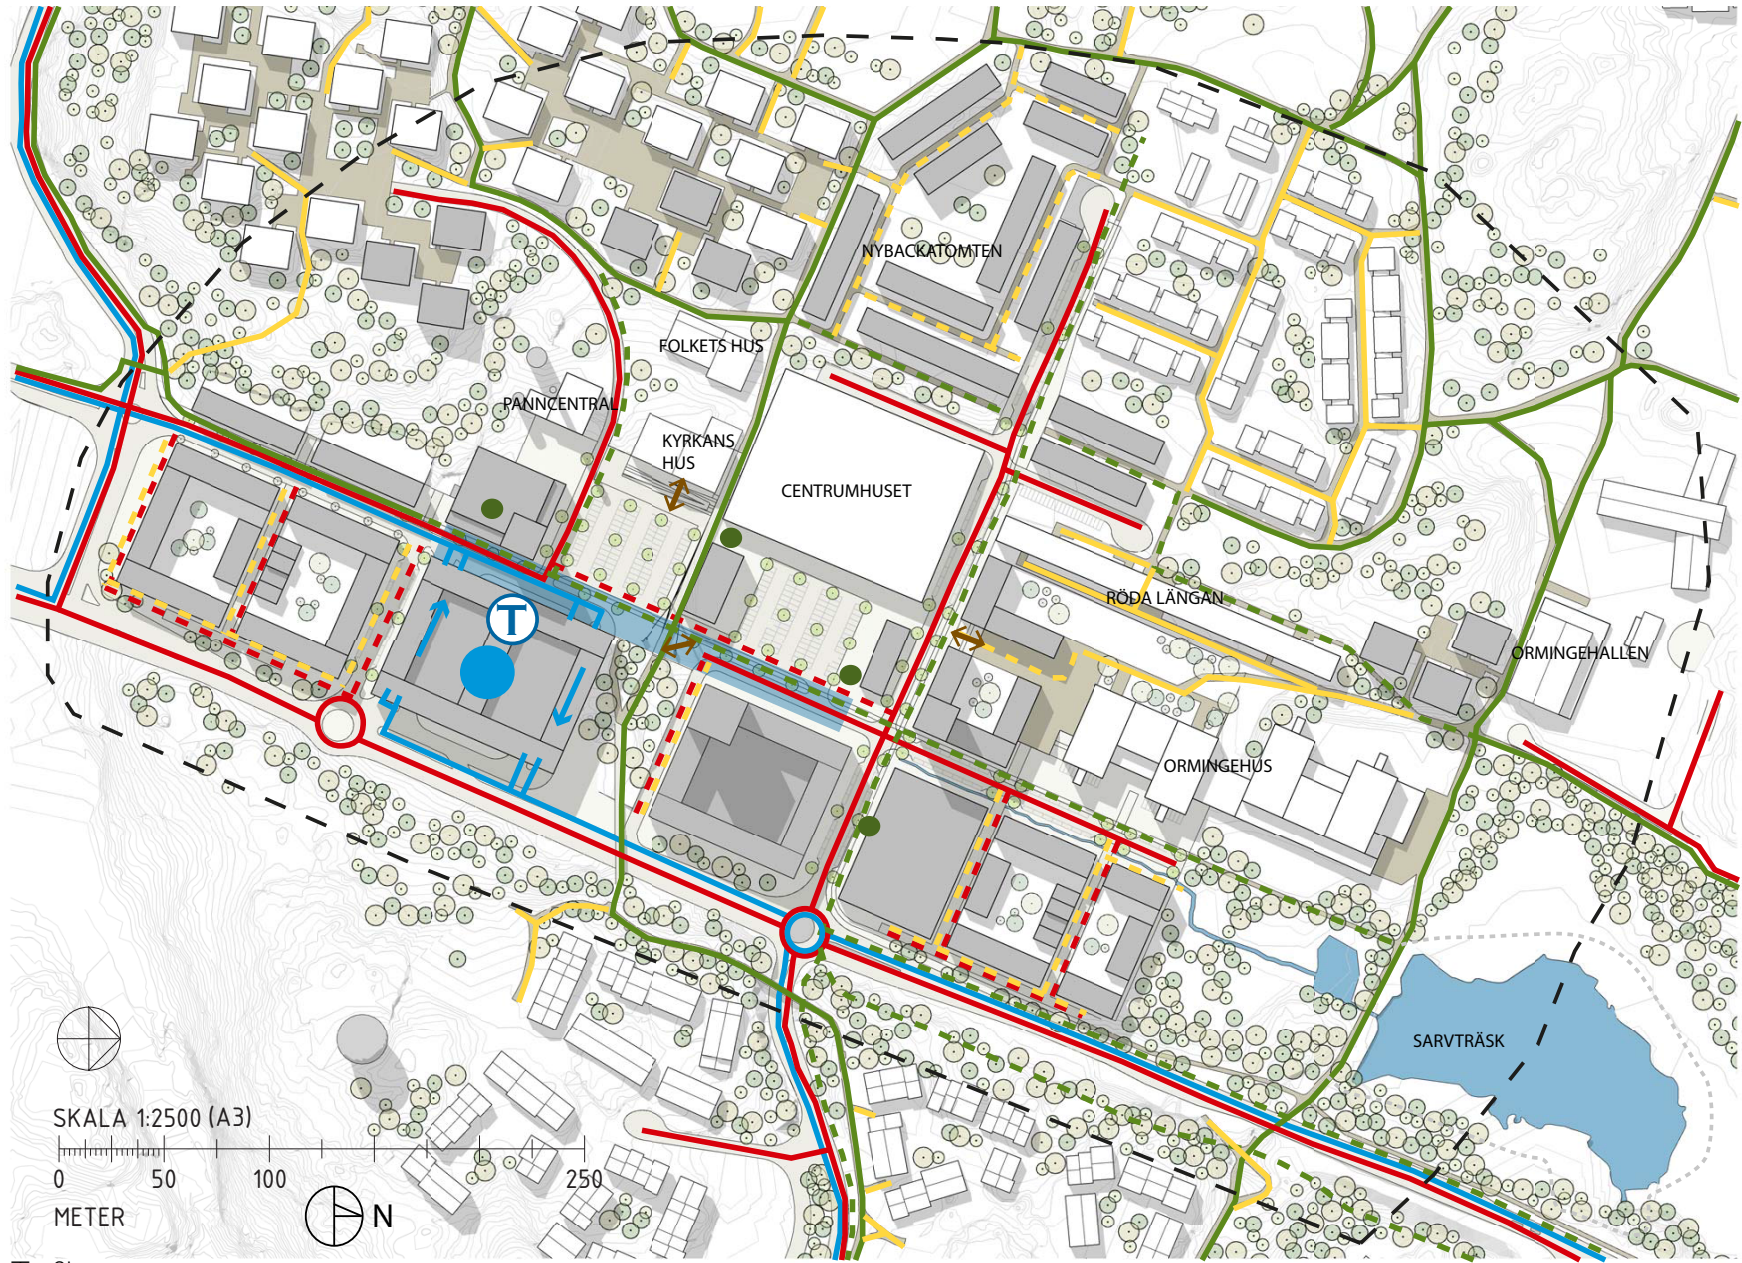 NYBACKATOMTEN
FOLKETS HUS
PANNCENTRAL
KYRKANS
HUS
CENTRUMHUSET
RÖDA LÄNGAN
T
ORMINGEHALLEN
ORMINGEHUS
SARVTRÄSK
SKALA 1:2500 (A3)
0 50 100 250
METER
N